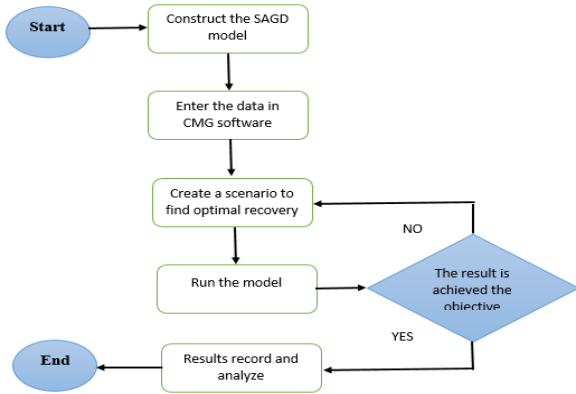 Start
Construct the SAGD
model
Enter the data in
CMG software
Create a scenario to
find optimal recovery
NO
Run the model
The result is
achieved the
objective
YES
Results record and
analyze
End